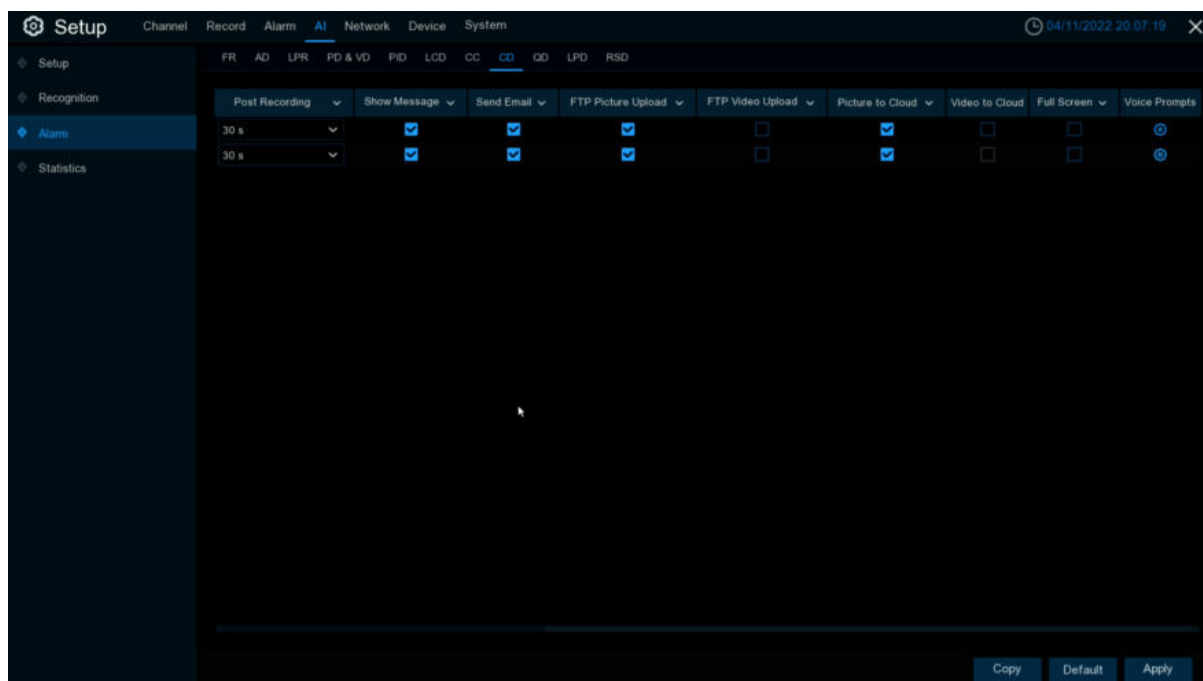 Setup Channel Record Alarm AI Network Device System 04/11/2022 20:07:19
Setup
Recognition
Alarm
Statistics
FR AD LPR PD & VD PID LCD CC CD QD LPD RSD
Post Recording Show Message Send Email FTP Picture Upload FTP Video Upload Picture to Cloud Video to Cloud Full Screen Voice Prompts
30 s
30 s
Copy Default Apply